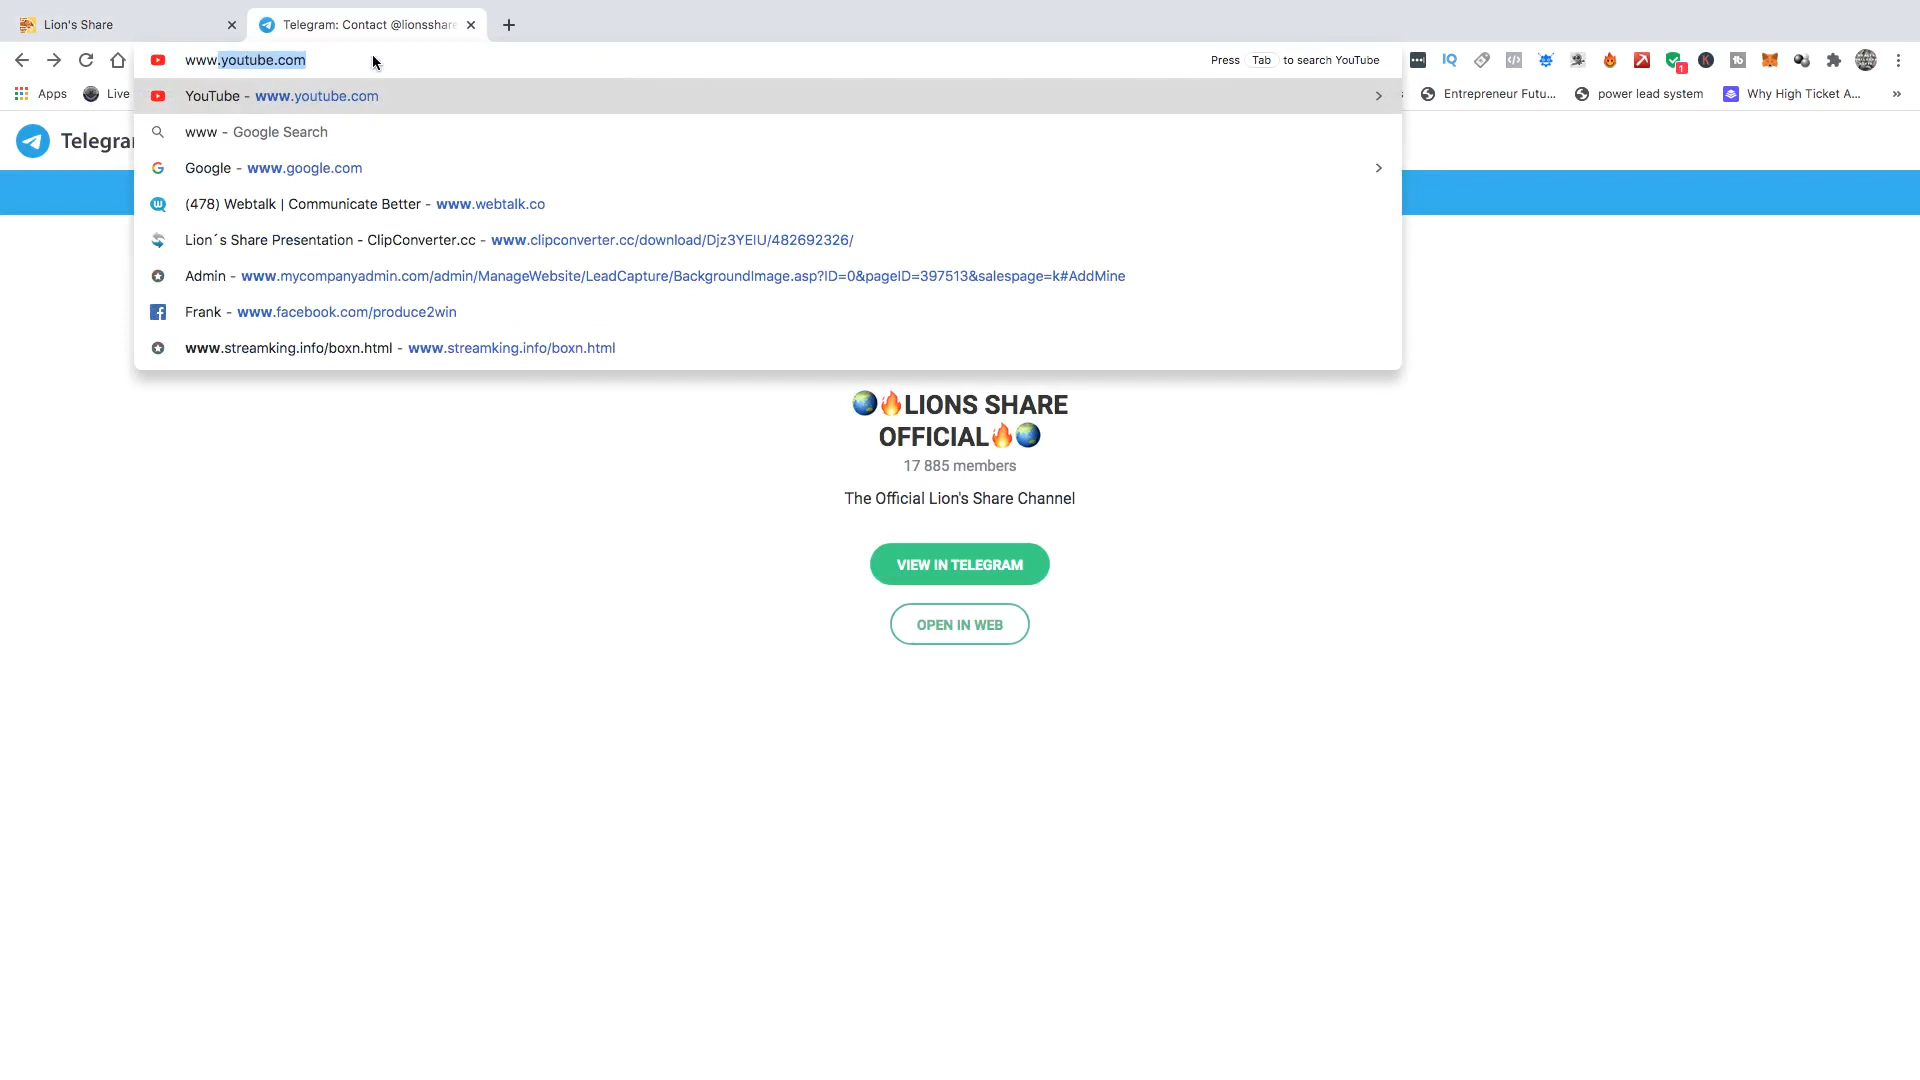 Lion's Share
Telegram: Contact @lionsshare
www.youtube.com
Press Tab to search YouTube
Apps
Live
Entrepreneur Futu...
power lead system
Why High Ticket A...
»
YouTube - www.youtube.com
www - Google Search
Google - www.google.com
(478) Webtalk | Communicate Better - www.webtalk.co
Lion´s Share Presentation - ClipConverter.cc - www.clipconverter.cc/download/Djz3YEIU/482692326/
Admin - www.mycompanyadmin.com/admin/ManageWebsite/LeadCapture/BackgroundImage.asp?ID=0&pageID=397513&salespage=k#AddMine
Frank - www.facebook.com/produce2win
www.streamking.info/boxn.html - www.streamking.info/boxn.html
Telegra
🌏🔥LIONS SHARE
OFFICIAL🔥🌏
17 885 members
The Official Lion's Share Channel
VIEW IN TELEGRAM
OPEN IN WEB